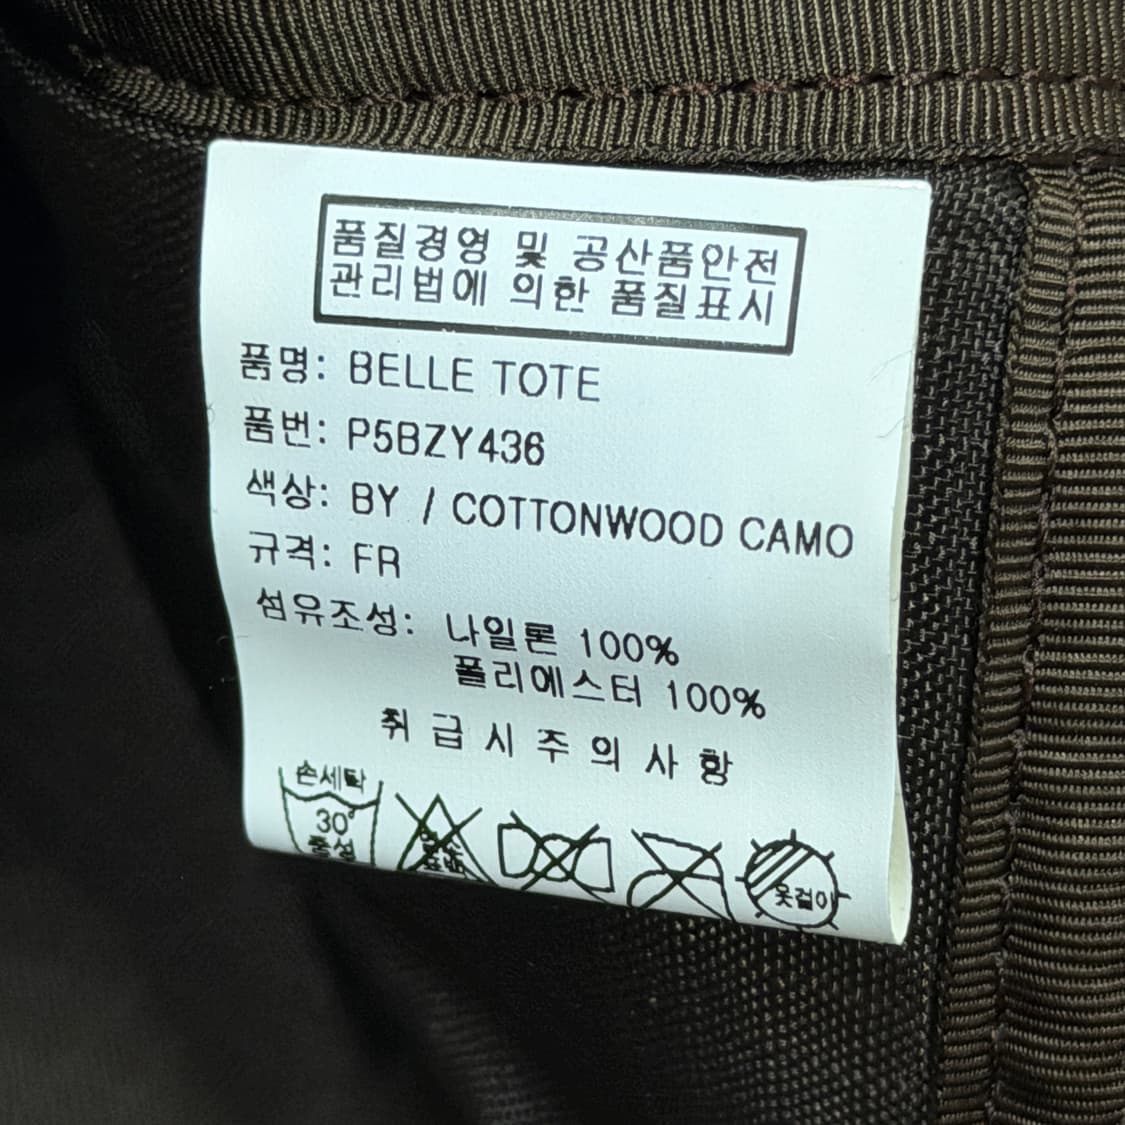 품질경영 및 공산품안전
관리법에 의한 품질표시
품명: BELLE TOTE
품번: P5BZY436
색상: BY / COTTONWOOD CAMO
규격: FR
섬유조성: 나일론 100%
폴리에스터 100%
취급시주의사항
손세탁
30°
중성
옷걸이